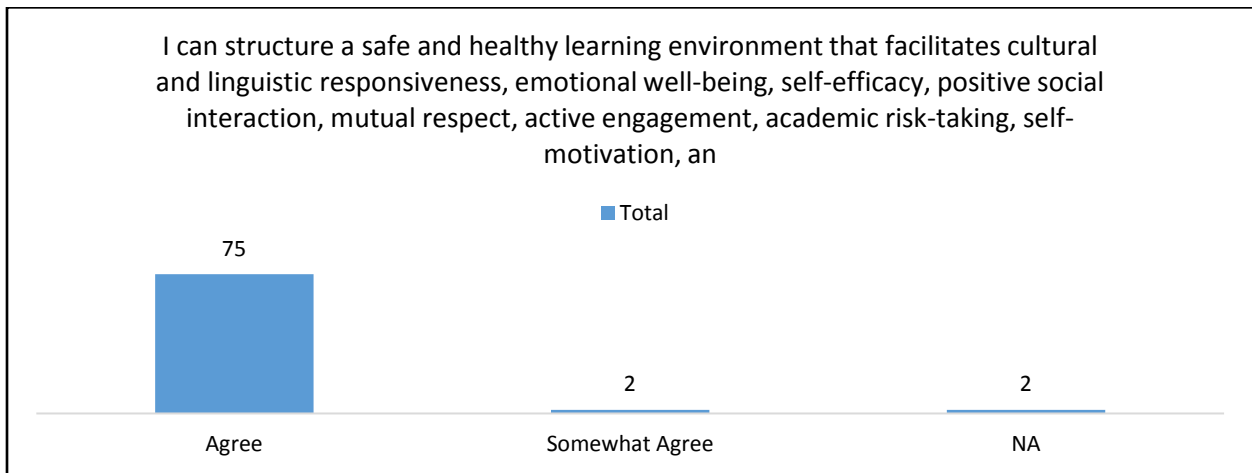 I can structure a safe and healthy learning environment that facilitates cultural
and linguistic responsiveness, emotional well-being, self-efficacy, positive social
interaction, mutual respect, active engagement, academic risk-taking, self-
motivation, an
Total
75
2
2
Agree
Somewhat Agree
NA